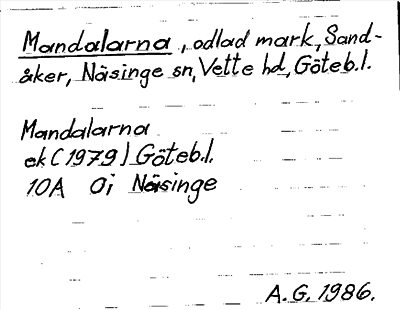 Mandalarna, odlad mark, Sand-
åker, Näsinge sn, Vette hd, Göteb.l.
Mandalarna
ek (1979) Göteb.l.
10A 0i Näsinge
A.G. 1986.